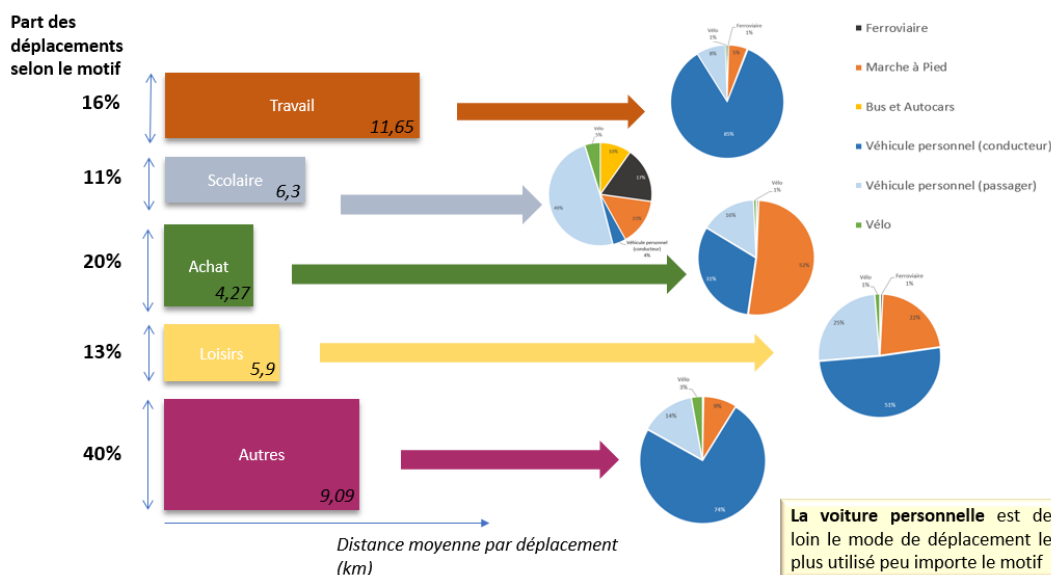 Part des
déplacements
selon le motif
16%
Travail
11,65
11%
Scolaire
6,3
20%
Achat
4,27
13%
Loisirs
5,9
40%
Autres
9,09
Distance moyenne par déplacement
(km)
Vélo
1%
Ferroviaire
1%
8%
5%
85%
Vélo
5%
10%
17%
49%
Véhicule personnel
(conducteur)
4%
Vélo
1%
16%
52%
Vélo
1%
Ferroviaire
1%
25%
22%
51%
Vélo
3%
14%
9%
74%
Ferroviaire
Marche à Pied
Bus et Autocars
Véhicule personnel (conducteur)
Véhicule personnel (passager)
Vélo
La voiture personnelle est de
loin le mode de déplacement le
plus utilisé peu importe le motif